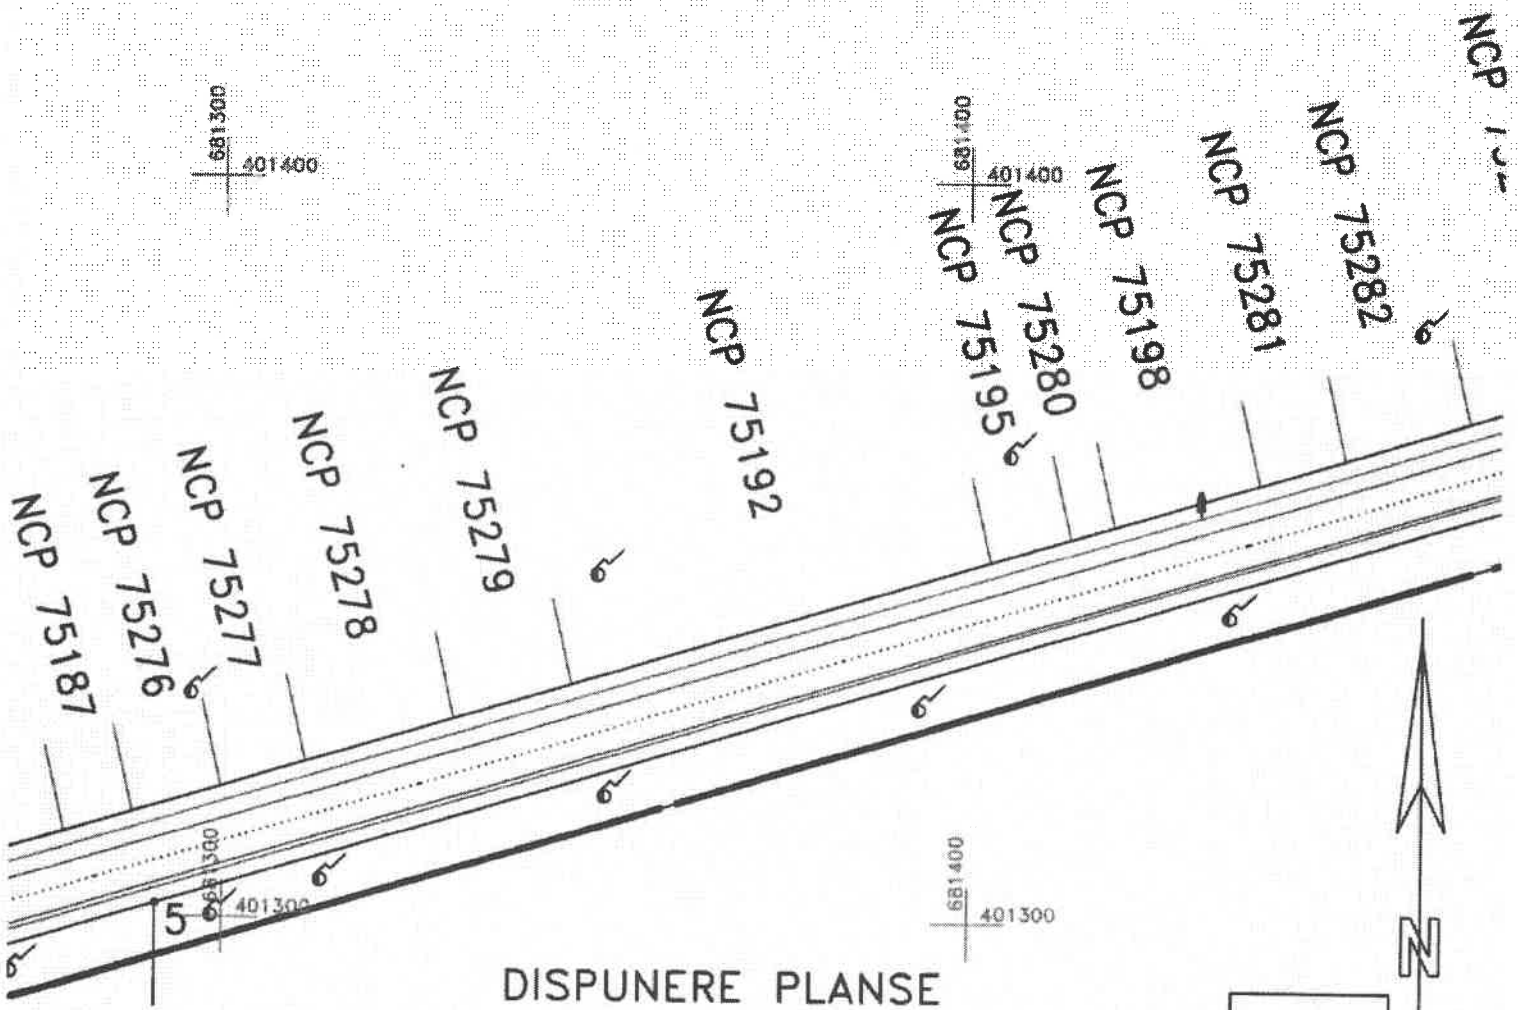 681300
401400
681400
401400
NCP
NCP 75187
NCP 75276
NCP 75277
NCP 75278
NCP 75279
NCP 75192
NCP 75195
NCP 75280
NCP 75198
NCP 75281
NCP 75282
681300
401300
681400
401300
5
N
DISPUNERE PLANSE